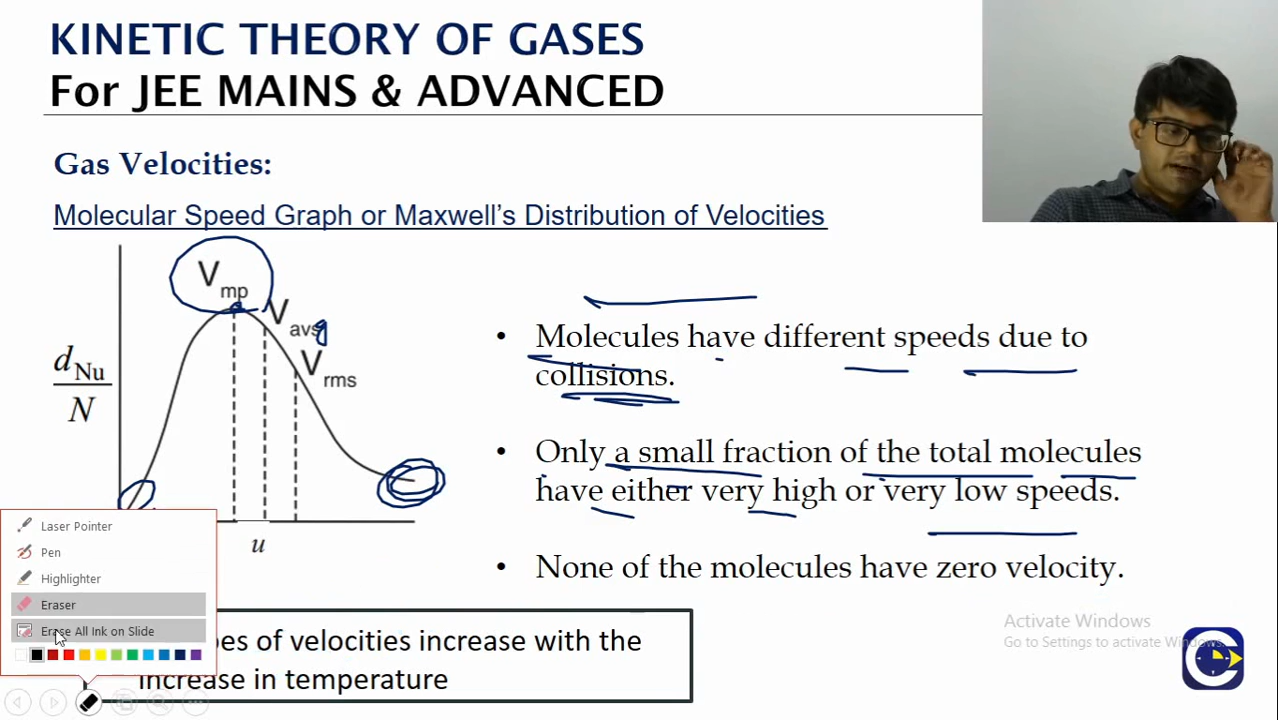 KINETIC THEORY OF GASES
For JEE MAINS & ADVANCED
Gas Velocities:
Molecular Speed Graph or Maxwell's Distribution of Velocities
V mp
V avg
V rms
d Nu
N
u
• Molecules have different speeds due to
collisions.
• Only a small fraction of the total molecules
have either very high or very low speeds.
• None of the molecules have zero velocity.
Laser Pointer
Pen
Highlighter
Eraser
Erase All Ink on Slide
of velocities increase with the
increase in temperature
Activate Windows
Go to Settings to activate Windows.